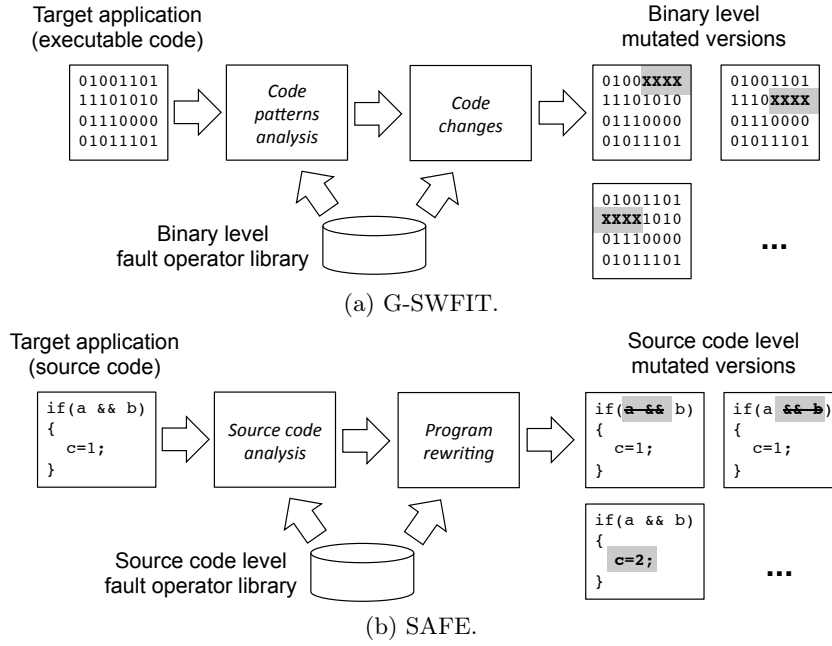 Target application
(executable code)
Binary level
mutated versions
01001101
11101010
01110000
01011101
Code
patterns
analysis
Code
changes
0100XXXX
11101010
01110000
01011101
01001101
1110XXXX
01110000
01011101
Binary level
fault operator library
01001101
XXXX1010
01110000
01011101
...
(a) G-SWFIT.
Target application
(source code)
Source code level
mutated versions
if(a && b)
{
c=1;
}
Source code
analysis
Program
rewriting
if(a && b)
{
c=1;
}
if(a && b)
{
c=1;
}
Source code level
fault operator library
if(a && b)
{
c=2;
}
...
(b) SAFE.